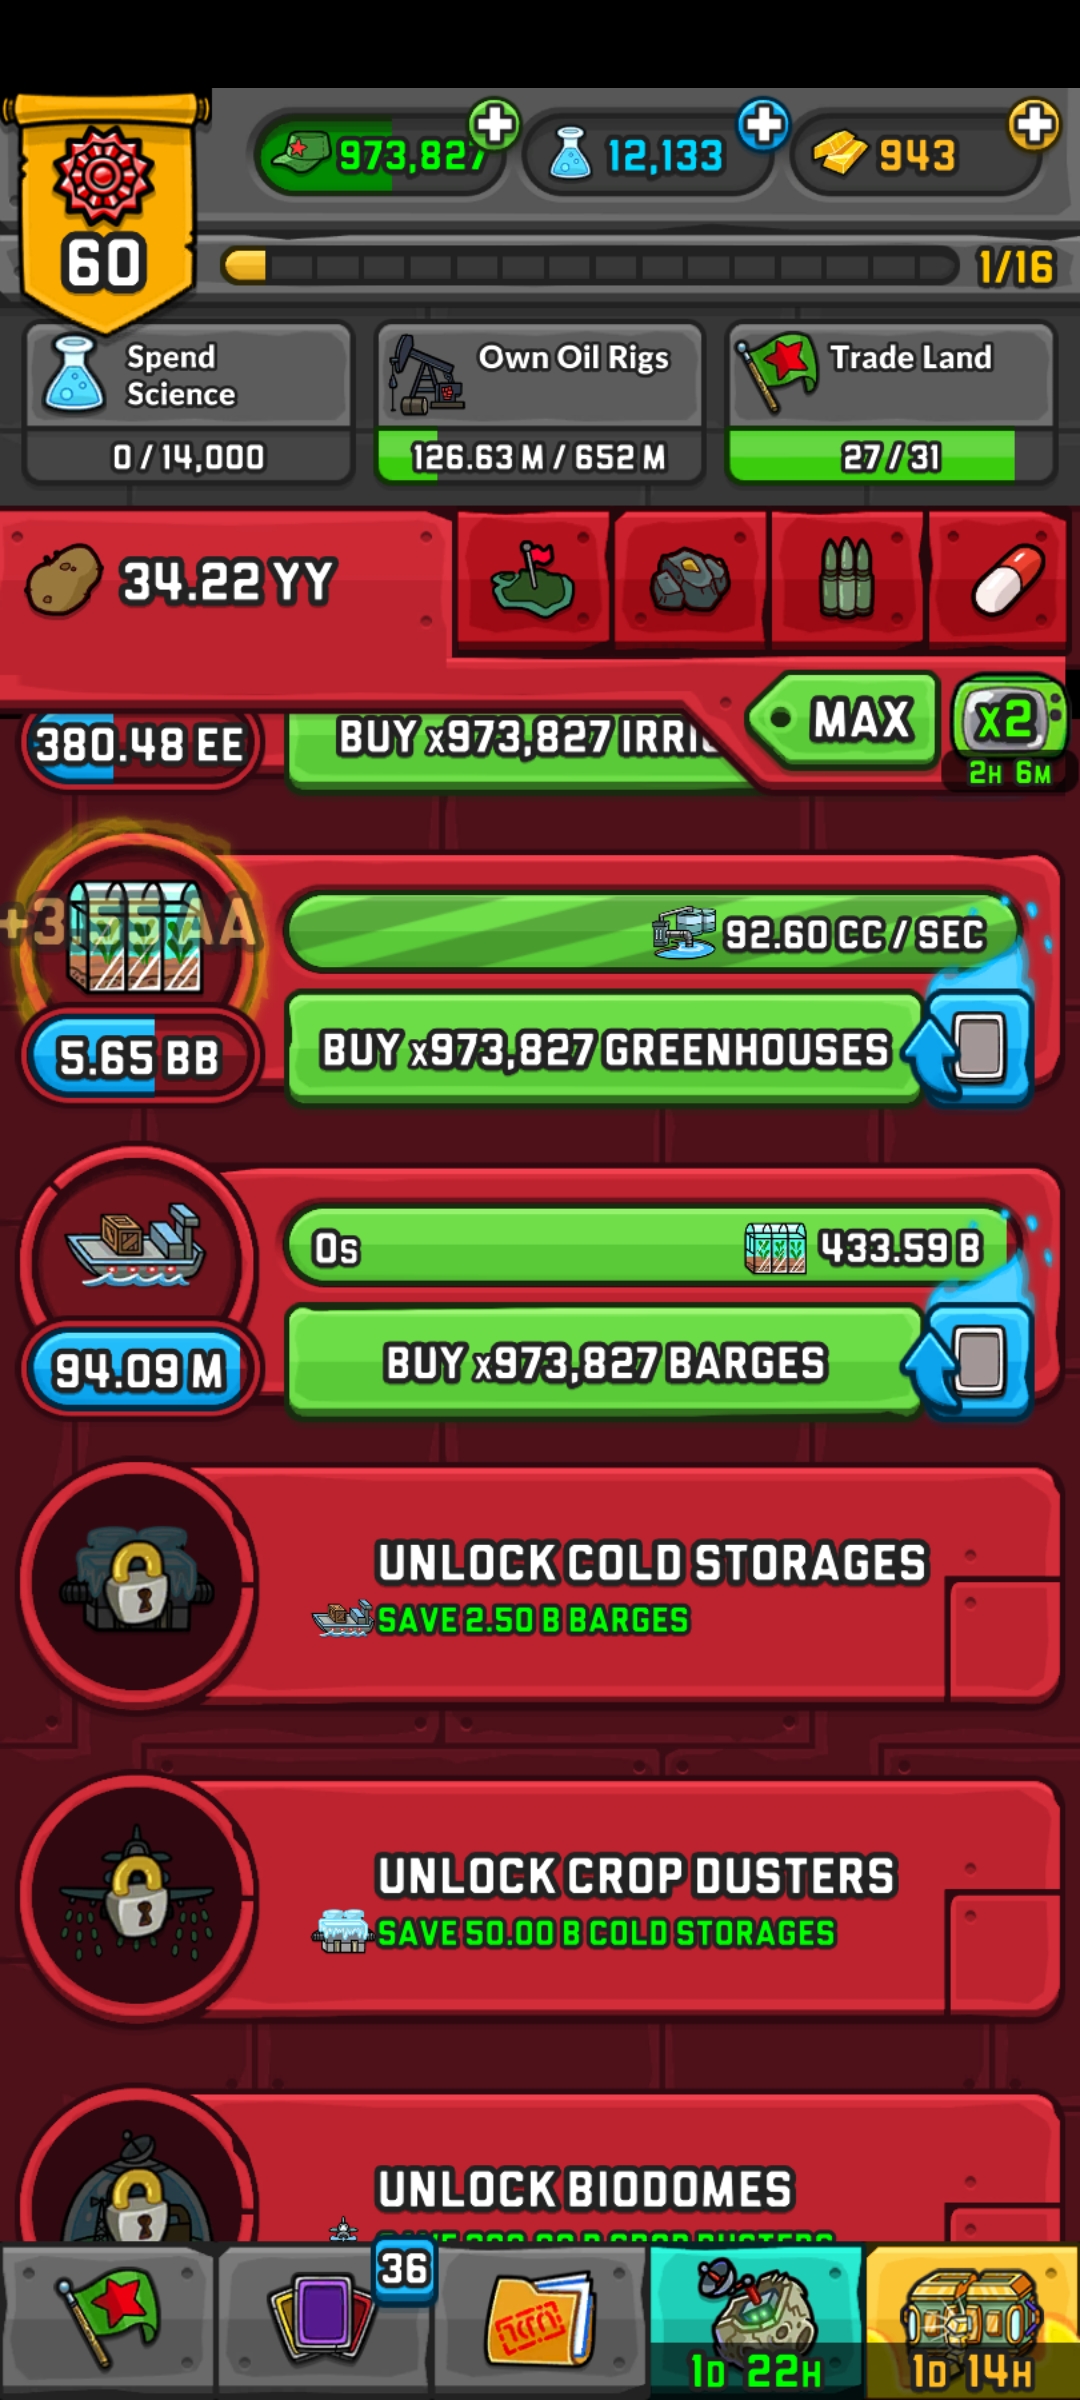 973,827
12,133
943
60
1/16
Spend
Science
Own Oil Rigs
Trade Land
0/14,000
126.63 M / 652 M
27/31
34.22 YY
MAX
x2
2H 6M
380.48 EE
BUY x973,827
92.60 CC / SEC
5.65 BB
BUY x973,827 GREENHOUSES
0s
433.59 B
94.09 M
BUY x973,827 BARGES
UNLOCK COLD STORAGES
SAVE 2.50 B BARGES
UNLOCK CROP DUSTERS
SAVE 50.00 B COLD STORAGES
UNLOCK BIODOMES
36
1D 22H
1D 14H